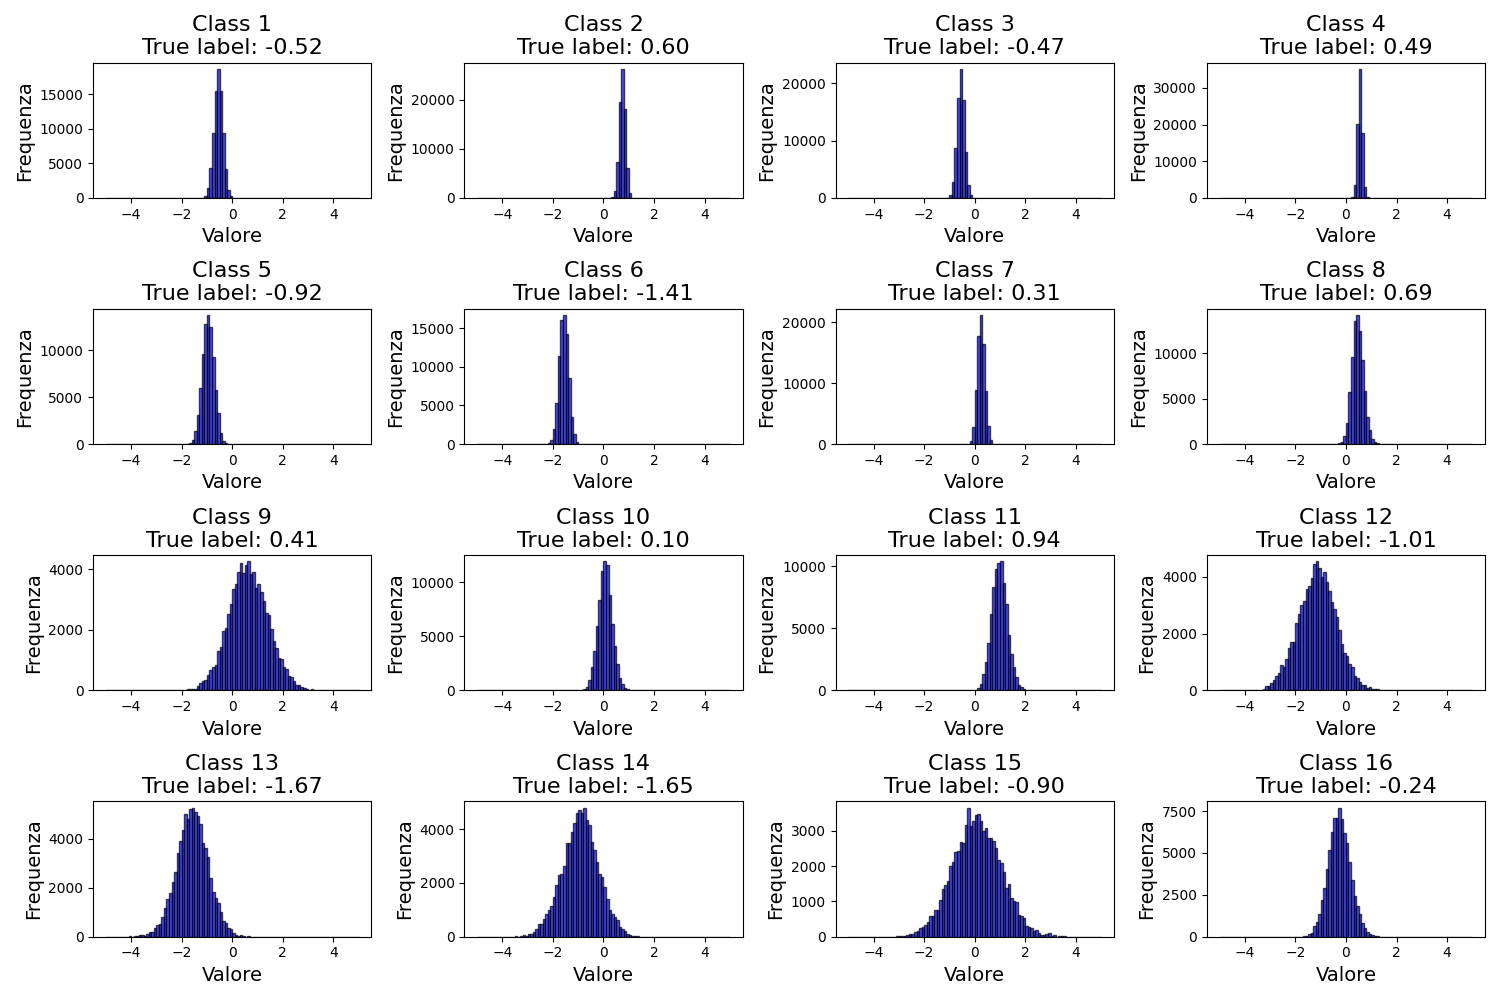 Class 1
True label: -0.52
Frequenza
15000
10000
5000
0
−4 −2 0 2 4
Valore
Class 2
True label: 0.60
Frequenza
20000
10000
0
−4 −2 0 2 4
Valore
Class 3
True label: -0.47
Frequenza
20000
10000
0
−4 −2 0 2 4
Valore
Class 4
True label: 0.49
Frequenza
30000
20000
10000
0
−4 −2 0 2 4
Valore
Class 5
True label: -0.92
Frequenza
10000
5000
0
−4 −2 0 2 4
Valore
Class 6
True label: -1.41
Frequenza
15000
10000
5000
0
−4 −2 0 2 4
Valore
Class 7
True label: 0.31
Frequenza
20000
10000
0
−4 −2 0 2 4
Valore
Class 8
True label: 0.69
Frequenza
10000
5000
0
−4 −2 0 2 4
Valore
Class 9
True label: 0.41
Frequenza
4000
2000
0
−4 −2 0 2 4
Valore
Class 10
True label: 0.10
Frequenza
10000
5000
0
−4 −2 0 2 4
Valore
Class 11
True label: 0.94
Frequenza
10000
5000
0
−4 −2 0 2 4
Valore
Class 12
True label: -1.01
Frequenza
4000
2000
0
−4 −2 0 2 4
Valore
Class 13
True label: -1.67
Frequenza
4000
2000
0
−4 −2 0 2 4
Valore
Class 14
True label: -1.65
Frequenza
4000
2000
0
−4 −2 0 2 4
Valore
Class 15
True label: -0.90
Frequenza
3000
2000
1000
0
−4 −2 0 2 4
Valore
Class 16
True label: -0.24
Frequenza
7500
5000
2500
0
−4 −2 0 2 4
Valore